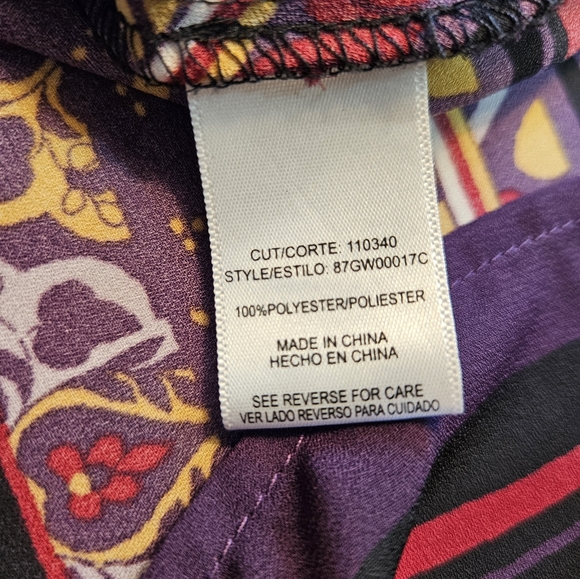 CUT/CORTE: 110340
STYLE/ESTILO: 87GW00017C
100%POLYESTER/POLIESTER
MADE IN CHINA
HECHO EN CHINA
SEE REVERSE FOR CARE
VER LADO REVERSO PARA CUIDADO